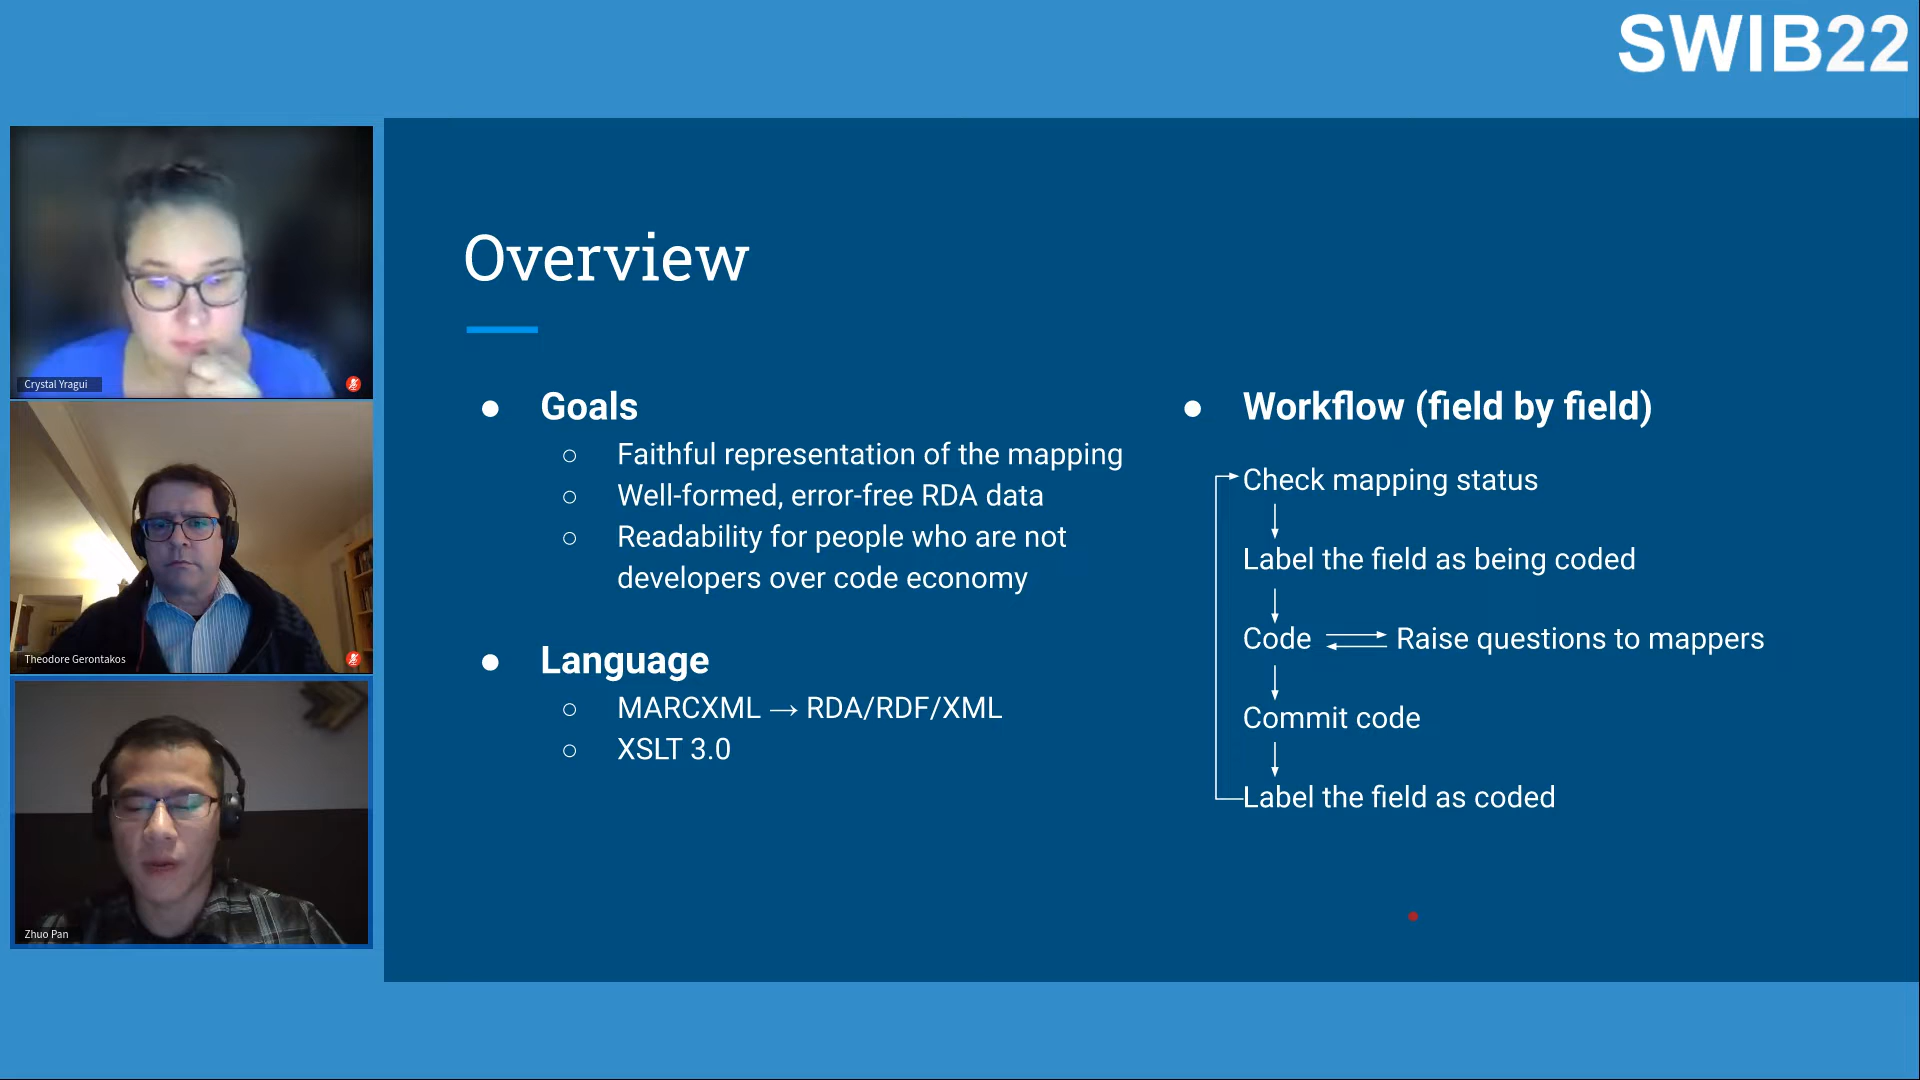 SWIB22
Crystal Yragui
Theodore Gerontakos
Zhuo Pan
Overview
● Goals
○ Faithful representation of the mapping
○ Well-formed, error-free RDA data
○ Readability for people who are not
developers over code economy
● Language
○ MARCXML → RDA/RDF/XML
○ XSLT 3.0
● Workflow (field by field)
Check mapping status
Label the field as being coded
Code Raise questions to mappers
Commit code
Label the field as coded